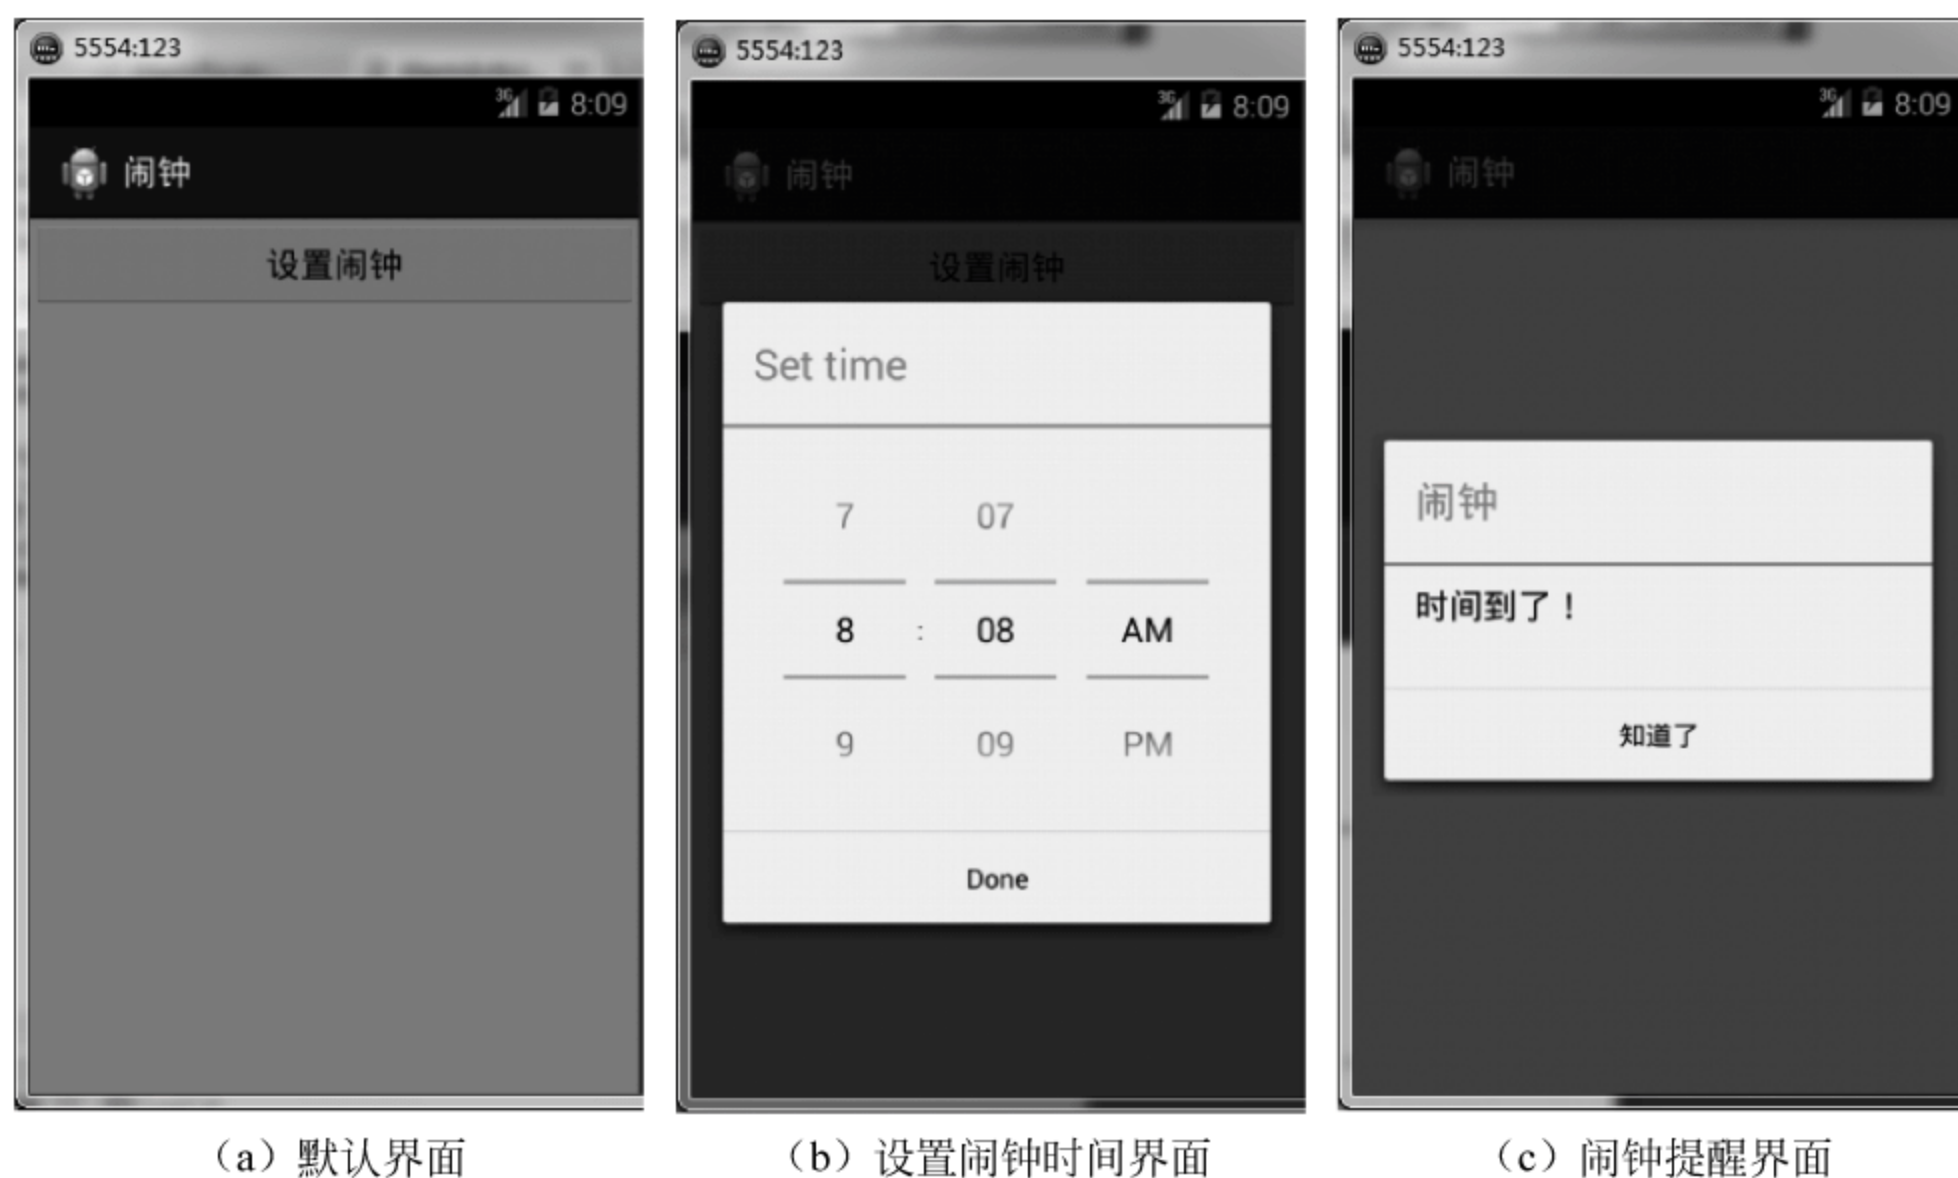 5554:123
3G 8:09
闹钟
设置闹钟
(a)默认界面
5554:123
3G 8:09
闹钟
设置闹钟
Set time
7 07
8 : 08 AM
9 09 PM
Done
(b)设置闹钟时间界面
5554:123
3G 8:09
闹钟
闹钟
时间到了!
知道了
(c)闹钟提醒界面